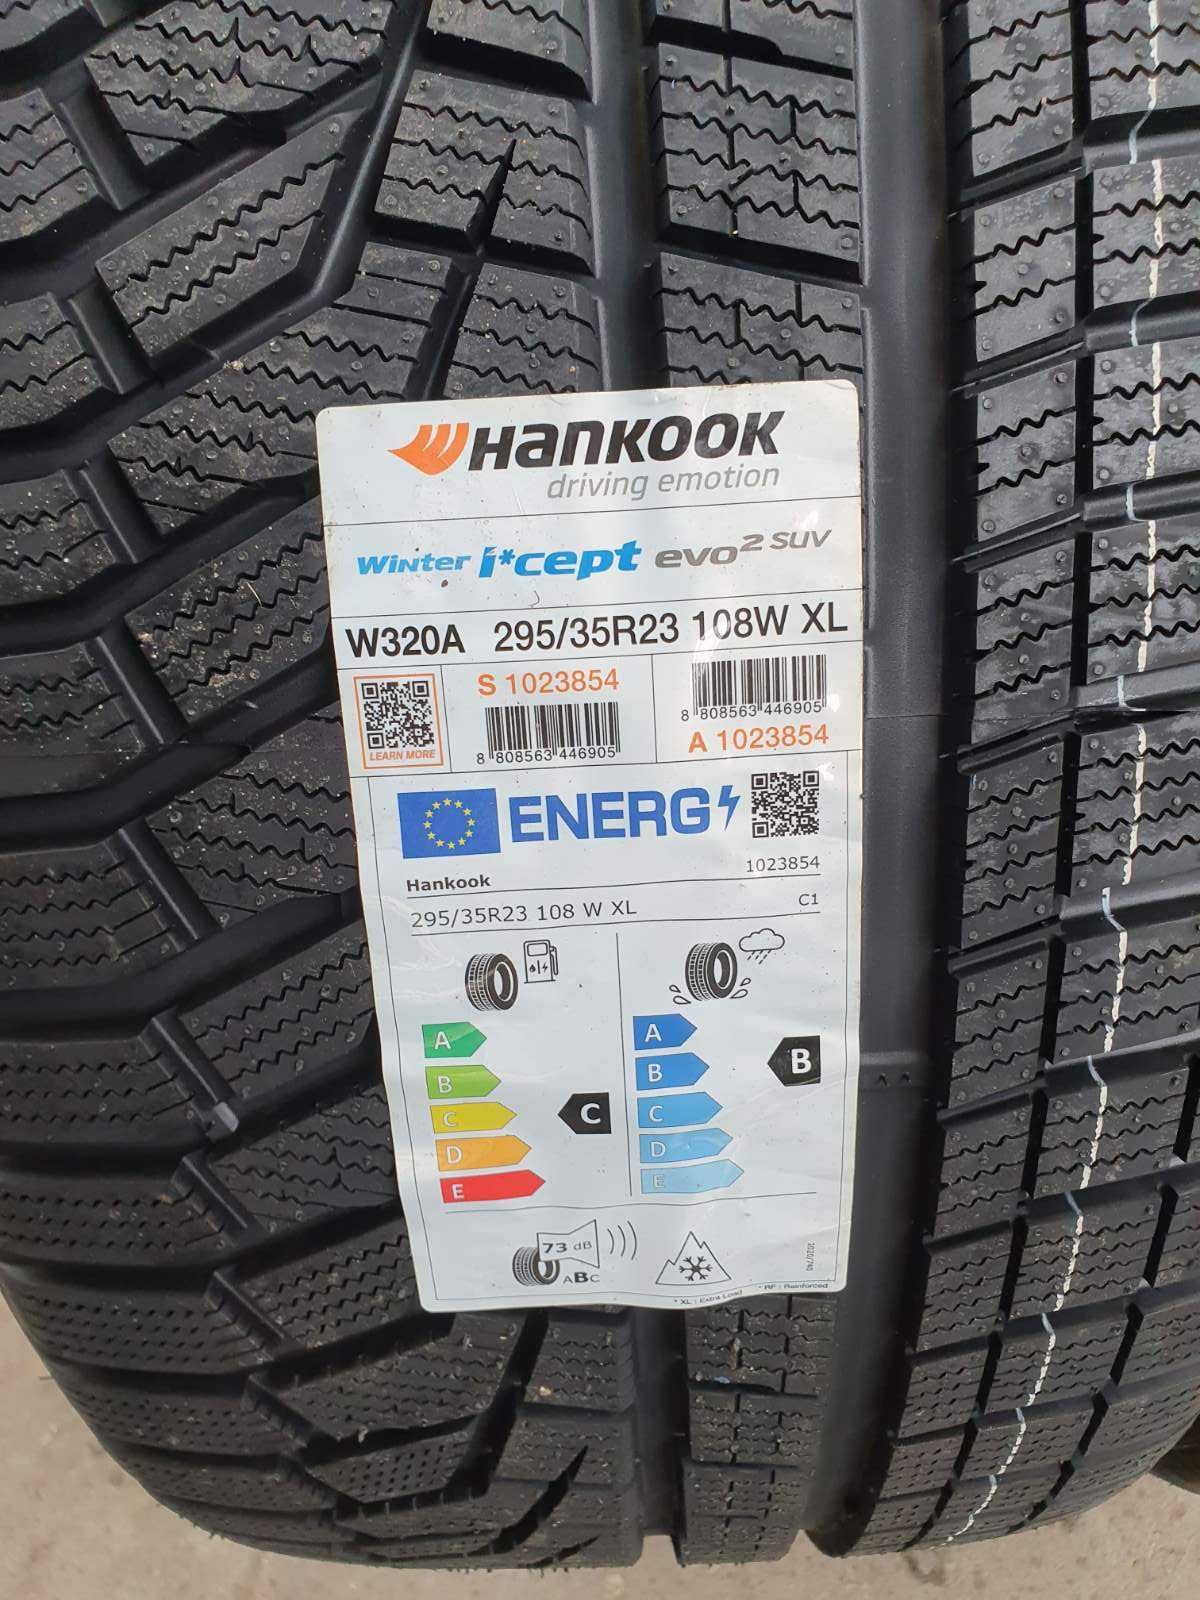 Hankook
driving emotion
Winter i*cept evo² SUV
W320A 295/35R23 108W XL
LEARN MORE
S 1023854
8 808563 446905
8 808563 446905
A 1023854
ENERG
Hankook 1023854
295/35R23 108 W XL C1
A
B
C
D
E
C
A
B
C
D
E
B
73 dB
ABC
2020/740
* XL : Extra Load * RF : Reinforced